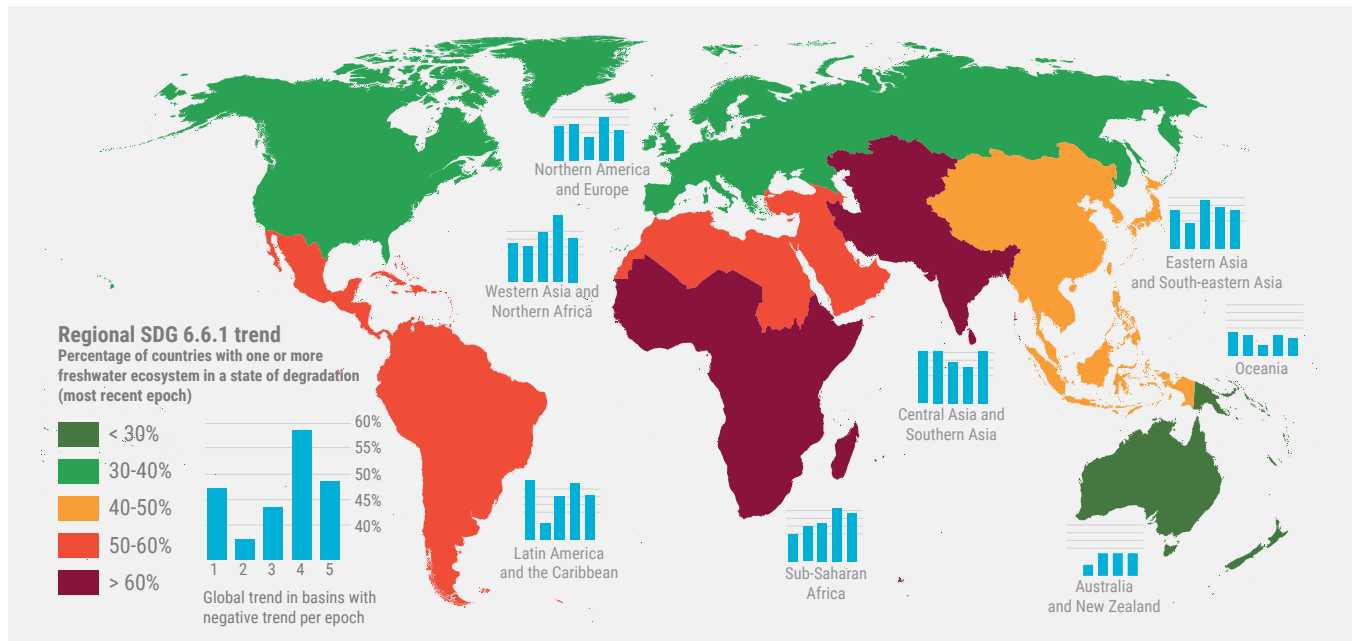 Northern America
and Europe
Western Asia and
Northern Africa
Eastern Asia
and South-eastern Asia
Oceania
Central Asia and
Southern Asia
Latin America
and the Caribbean
Sub-Saharan
Africa
Australia
and New Zealand
Regional SDG 6.6.1 trend
Percentage of countries with one or more
freshwater ecosystem in a state of degradation
(most recent epoch)
< 30%
30-40%
40-50%
50-60%
> 60%
60%
55%
50%
45%
40%
1 2 3 4 5
Global trend in basins with
negative trend per epoch